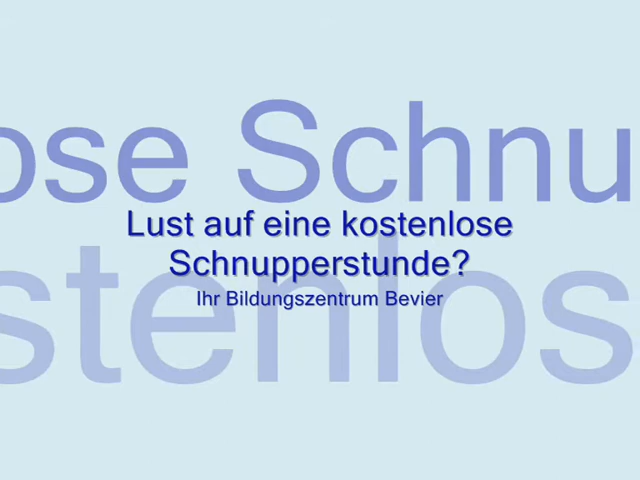 ose Schnu
Lust auf eine kostenlose
Schnupperstunde?
Ihr Bildungszentrum Bevier
stenlos